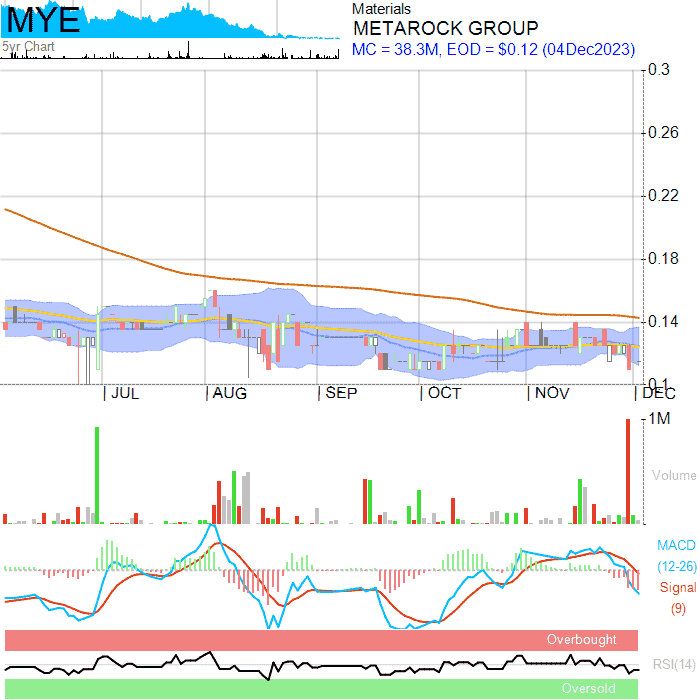 MYE
5yr Chart
Materials
METAROCK GROUP
MC = 38.3M, EOD = $0.12 (04Dec2023)
0.3
0.26
0.22
0.18
0.14
0.1
JUL AUG SEP OCT NOV DEC
1M
Volume
MACD
(12-26)
Signal
(9)
Overbought
RSI(14)
Oversold